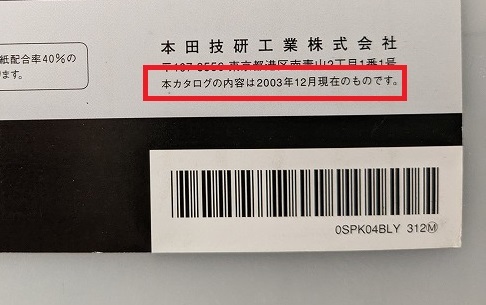 紙配合率40%の
ます。
本田技研工業株式会社
〒107-8556 東京都港区南青山2丁目1番1号
本カタログの内容は2003年12月現在のものです。
0SPK04BLY 312Ⓜ